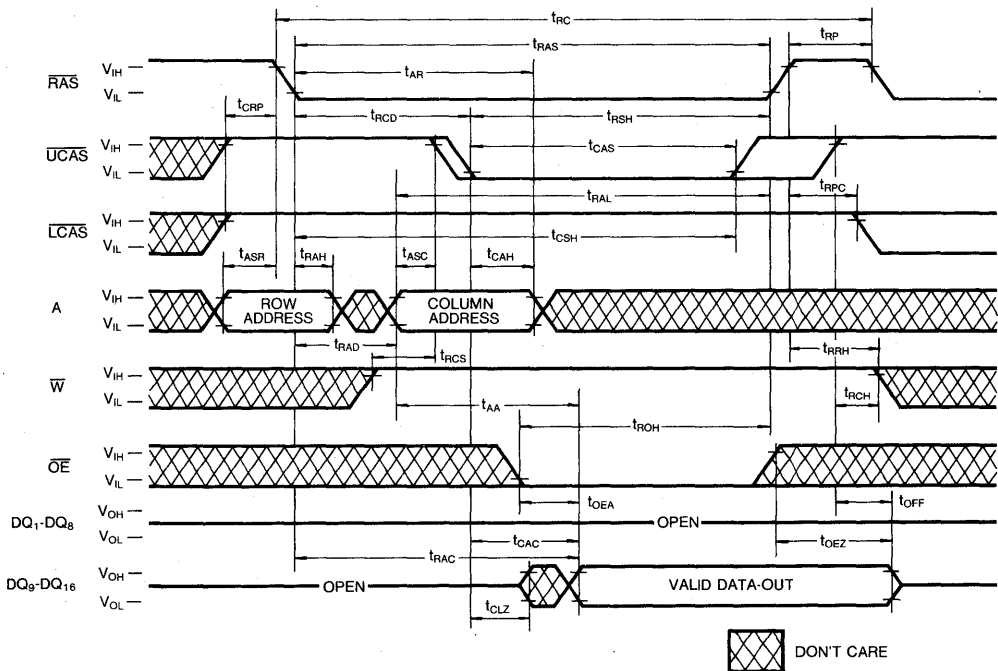 tRC
tRAS
tRP
tAR
RAS
VIH
VIL
tCRP
tRCD
tRSH
UCAS
VIH
VIL
tCAS
tRAL
tRPC
LCAS
VIH
VIL
tCSH
tASR
tRAH
tASC
tCAH
A
VIH
VIL
ROW
ADDRESS
COLUMN
ADDRESS
tRAD
tRCS
tRRH
W
VIH
VIL
tRCH
tAA
tROH
OE
VIH
VIL
tOEA
tOFF
DQ1-DQ8
VOH
VOL
OPEN
tCAC
tOEZ
tRAC
DQ9-DQ16
VOH
VOL
OPEN
VALID DATA-OUT
tCLZ
DON'T CARE